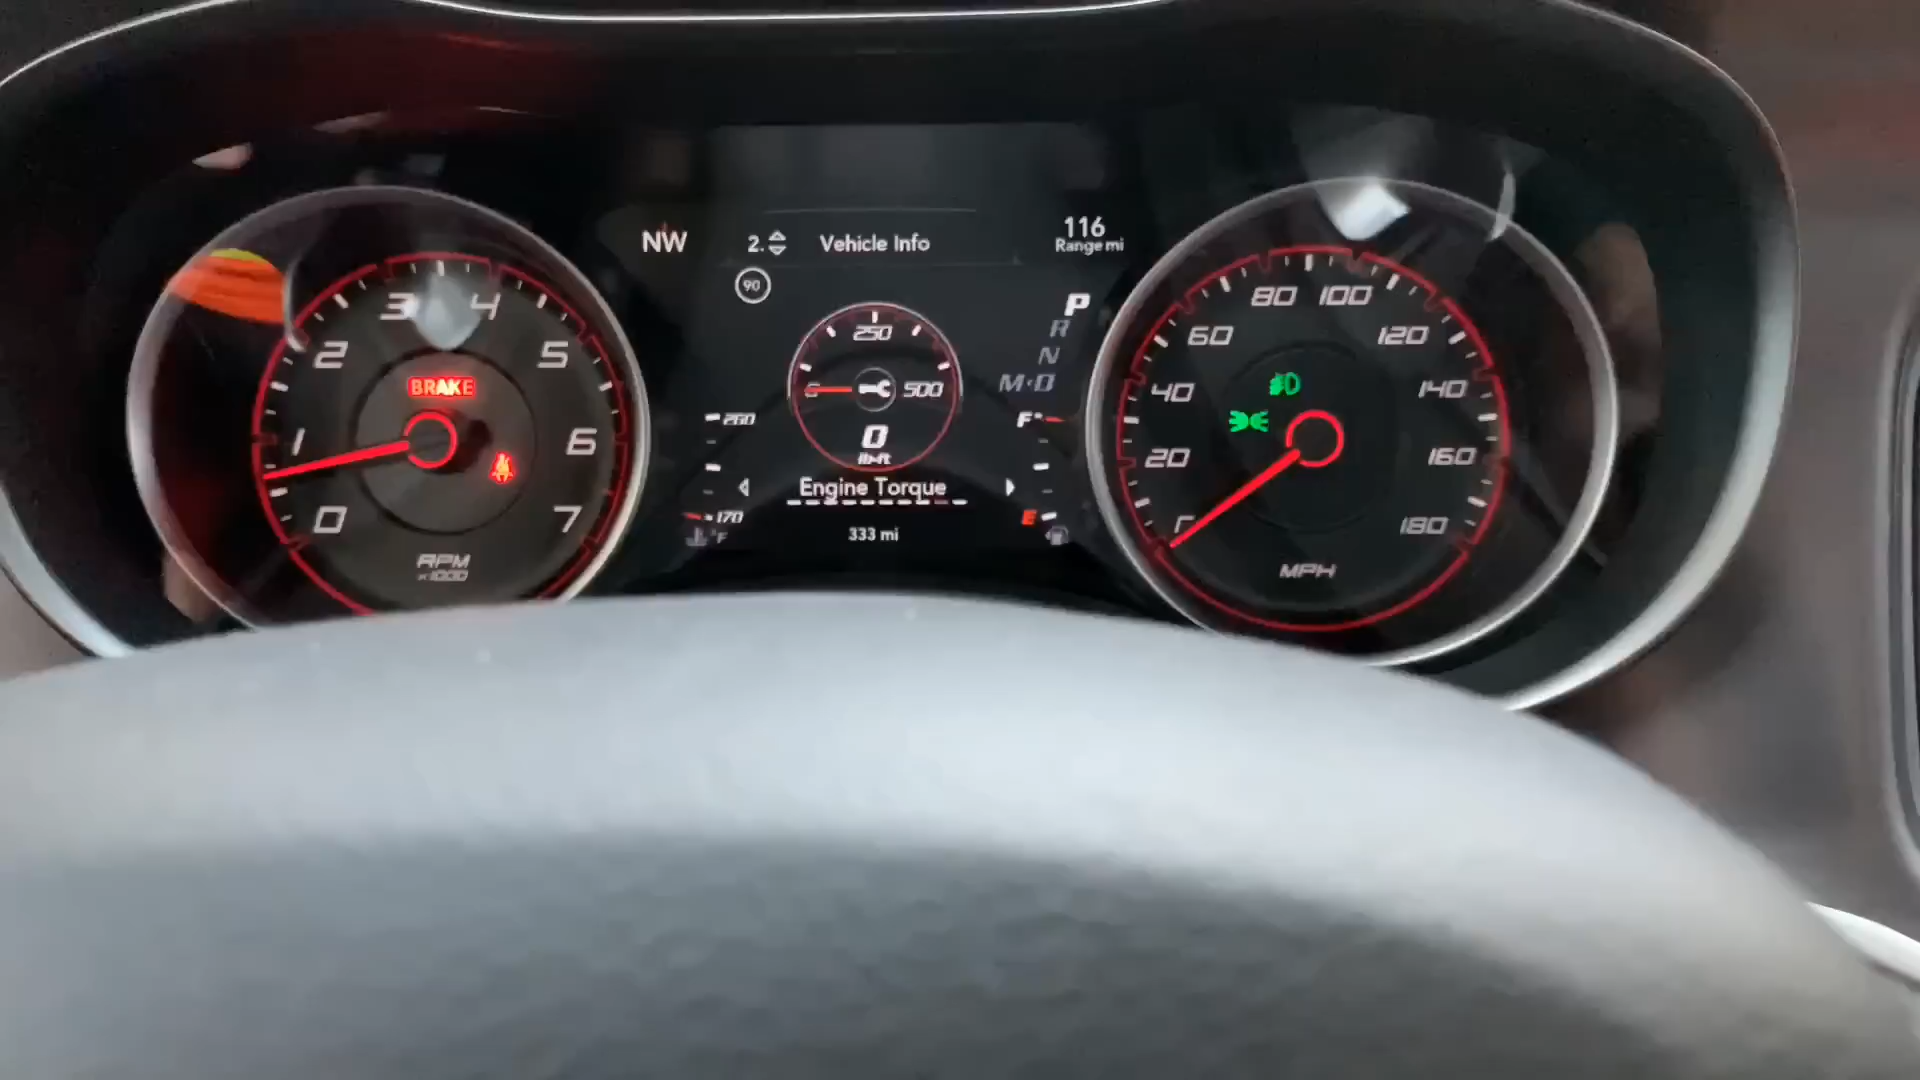 NW
2.
Vehicle Info
116
Range mi
90
P
R
N
M·D
250
500
0
lb-ft
Engine Torque
333 mi
260
170
°F
F
E
0
1
2
3
4
5
6
7
BRAKE
RPM
x1000
20
40
60
80
100
120
140
160
180
MPH